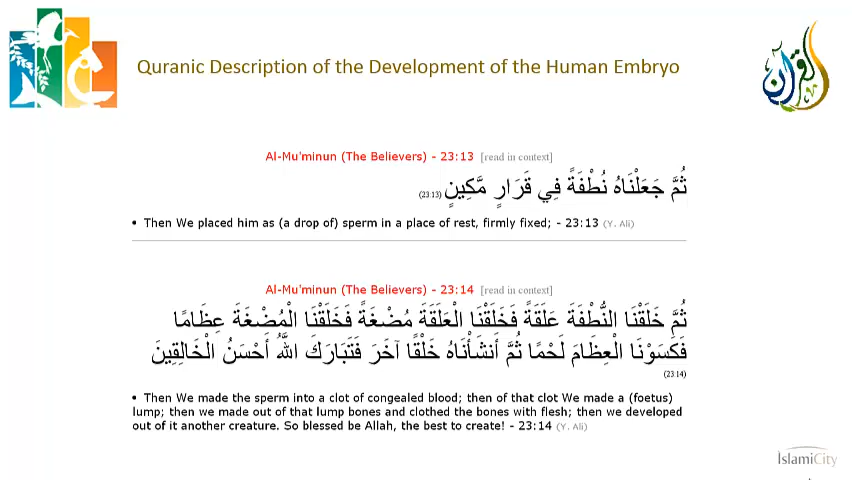 Quranic Description of the Development of the Human Embryo
القرآن
Al-Mu'minun (The Believers) - 23:13 [read in context]
ثُمَّ جَعَلْنَاهُ نُطْفَةً فِي قَرَارٍ مَّكِينٍ (23:13)
• Then We placed him as (a drop of) sperm in a place of rest, firmly fixed; - 23:13 (Y. Ali)
Al-Mu'minun (The Believers) - 23:14 [read in context]
ثُمَّ خَلَقْنَا النُّطْفَةَ عَلَقَةً فَخَلَقْنَا الْعَلَقَةَ مُضْغَةً فَخَلَقْنَا الْمُضْغَةَ عِظَامًا
فَكَسَوْنَا الْعِظَامَ لَحْمًا ثُمَّ أَنشَأْنَاهُ خَلْقًا آخَرَ فَتَبَارَكَ اللَّهُ أَحْسَنُ الْخَالِقِينَ
(23:14)
• Then We made the sperm into a clot of congealed blood; then of that clot We made a (foetus)
lump; then we made out of that lump bones and clothed the bones with flesh; then we developed
out of it another creature. So blessed be Allah, the best to create! - 23:14 (Y. Ali)
IslamiCity